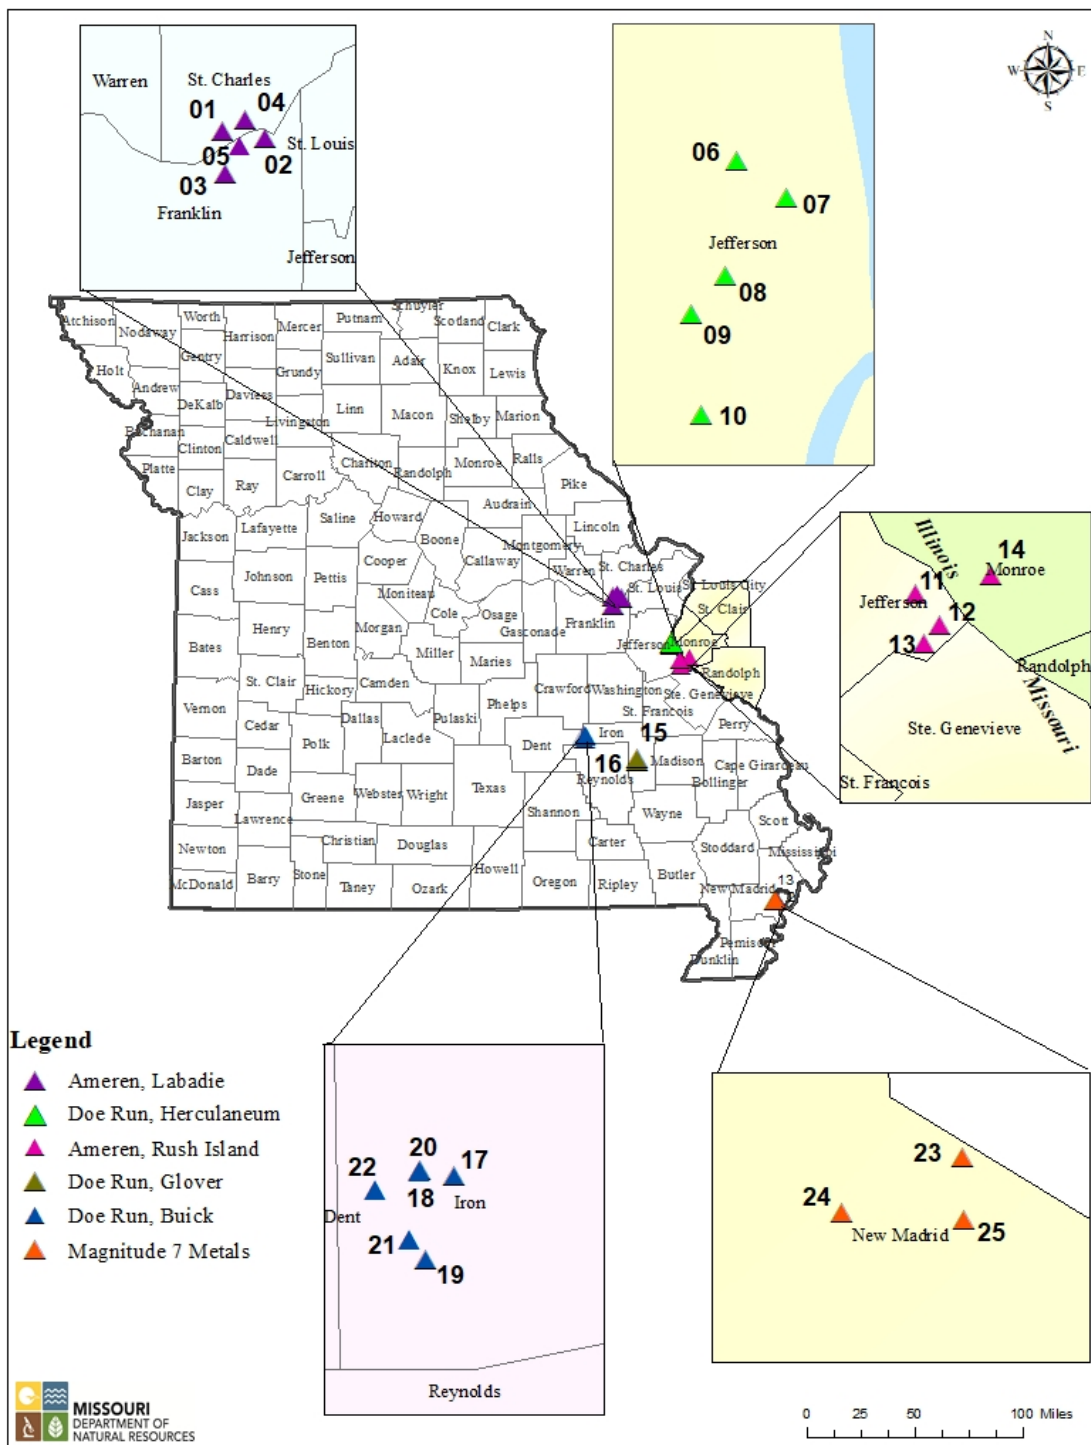 N
W E
S
Warren
St. Charles
01
04
St. Louis
05
02
03
Franklin
Jefferson
06
07
Jefferson
08
09
10
Illinois
14
Monroe
11
Jefferson
12
13
Randolph
Missouri
Ste. Genevieve
St. Francois
Atchison
Nodaway
Worth
Harrison
Mercer
Putnam
Schuyler
Scotland
Clark
Holt
Gentry
Sullivan
Adair
Knox
Lewis
Andrew
Grundy
DeKalb
Daviess
Linn
Macon
Shelby
Marion
Buchanan
Clinton
Caldwell
Livingston
Platte
Clay
Ray
Carroll
Chariton
Randolph
Monroe
Ralls
Pike
Audrain
Jackson
Lafayette
Saline
Howard
Boone
Callaway
Montgomery
Lincoln
Warren
St. Charles
Cass
Johnson
Pettis
Cooper
Moniteau
Cole
Osage
Gasconade
Franklin
St. Louis
St Louis City
St. Clair
Bates
Henry
Benton
Morgan
Miller
Maries
Jefferson
Monroe
Randolph
Vernon
St. Clair
Hickory
Camden
Phelps
Crawford
Washington
Ste. Genevieve
St. Francois
Perry
Barton
Cedar
Polk
Dallas
Laclede
Pulaski
Dent
Iron
15
16
Reynolds
Madison
Cape Girardeau
Bollinger
Jasper
Dade
Greene
Webster
Wright
Texas
Shannon
Wayne
Scott
Newton
Lawrence
Christian
Douglas
Carter
Stoddard
Mississippi
McDonald
Barry
Stone
Taney
Ozark
Howell
Oregon
Ripley
Butler
New Madrid
13
Pemiscot
Dunklin
Legend
Ameren, Labadie
Doe Run, Herculaneum
Ameren, Rush Island
Doe Run, Glover
Doe Run, Buick
Magnitude 7 Metals
20
17
22
18
Iron
Dent
21
19
Reynolds
23
24
New Madrid
25
MISSOURI
DEPARTMENT OF
NATURAL RESOURCES
0 25 50 100 Miles